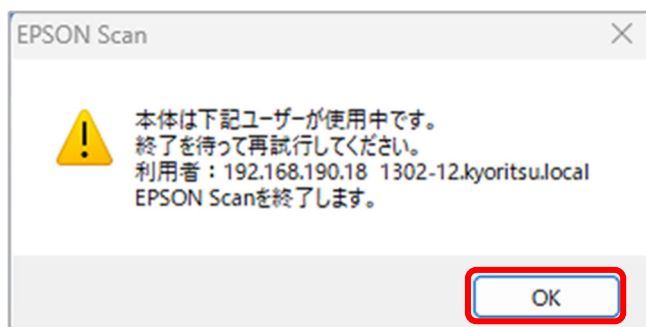 EPSON Scan
本体は下記ユーザーが使用中です。
終了を待って再試行してください。
利用者：192.168.190.18 1302-12.kyoritsu.local
EPSON Scanを終了します。
OK